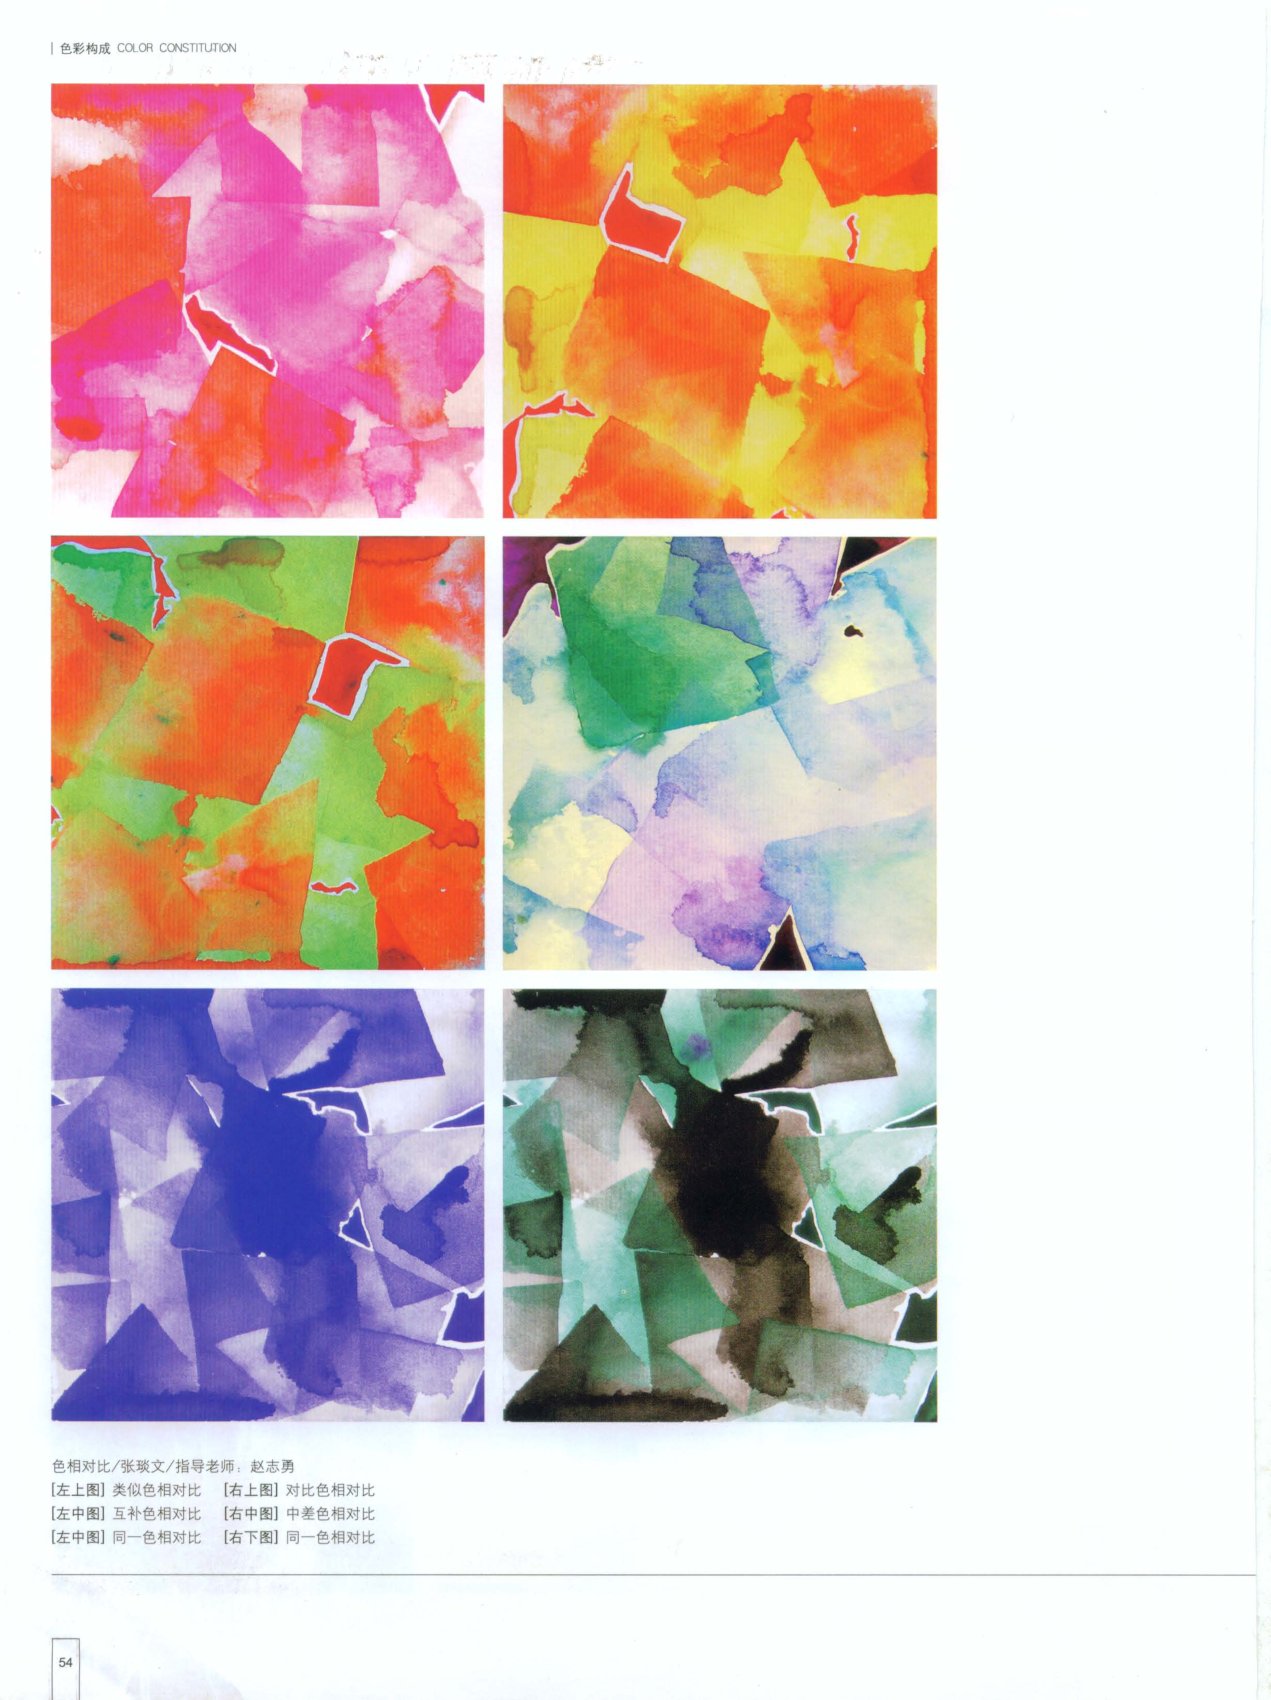 色彩构成 COLOR CONSTITUTION
色相对比/张琰文/指导老师：赵志勇
[左上图] 类似色相对比 [右上图] 对比色相对比
[左中图] 互补色相对比 [右中图] 中差色相对比
[左中图] 同一色相对比 [右下图] 同一色相对比
54